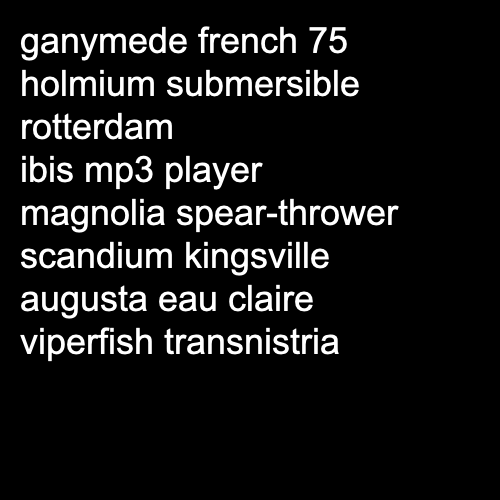 ganymede french 75
holmium submersible
rotterdam
ibis mp3 player
magnolia spear-thrower
scandium kingsville
augusta eau claire
viperfish transnistria